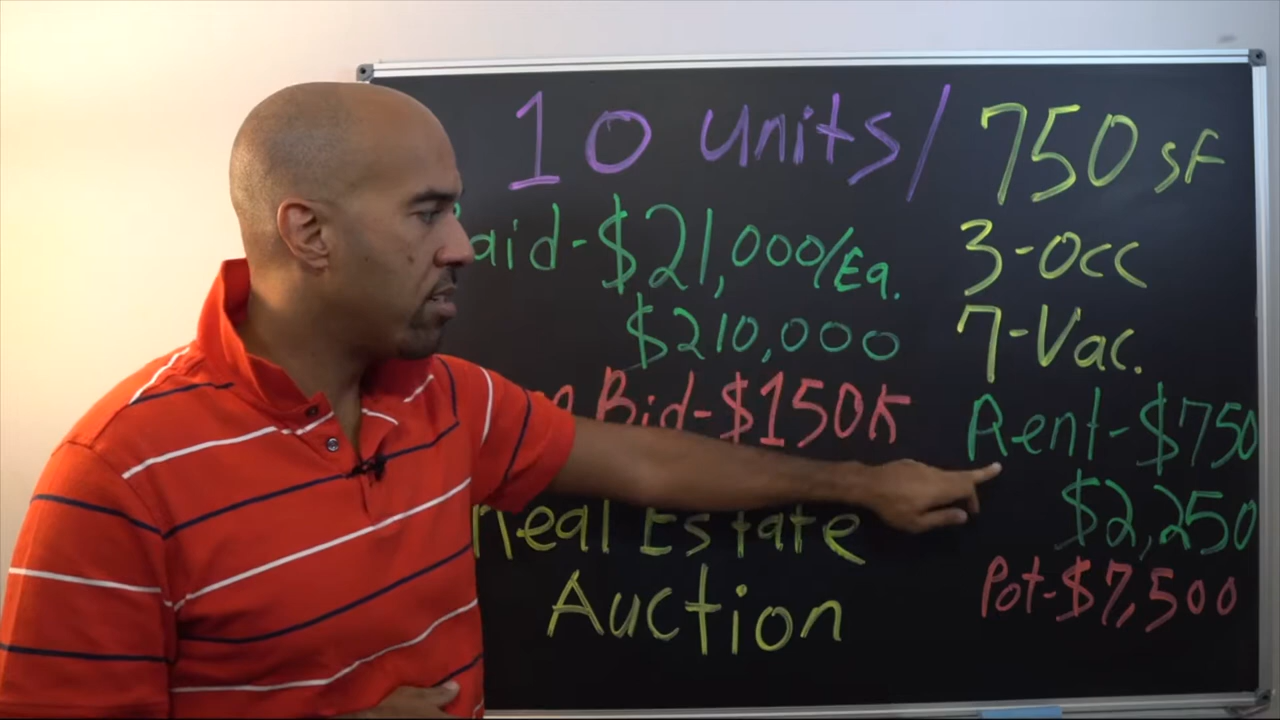 10 units/ 750 SF
aid-$21,000/Ea.
$210,000
Bid-$150K
Real Estate
Auction
3-Occ
7-Vac.
Rent-$750
$2,250
Pot-$7,500